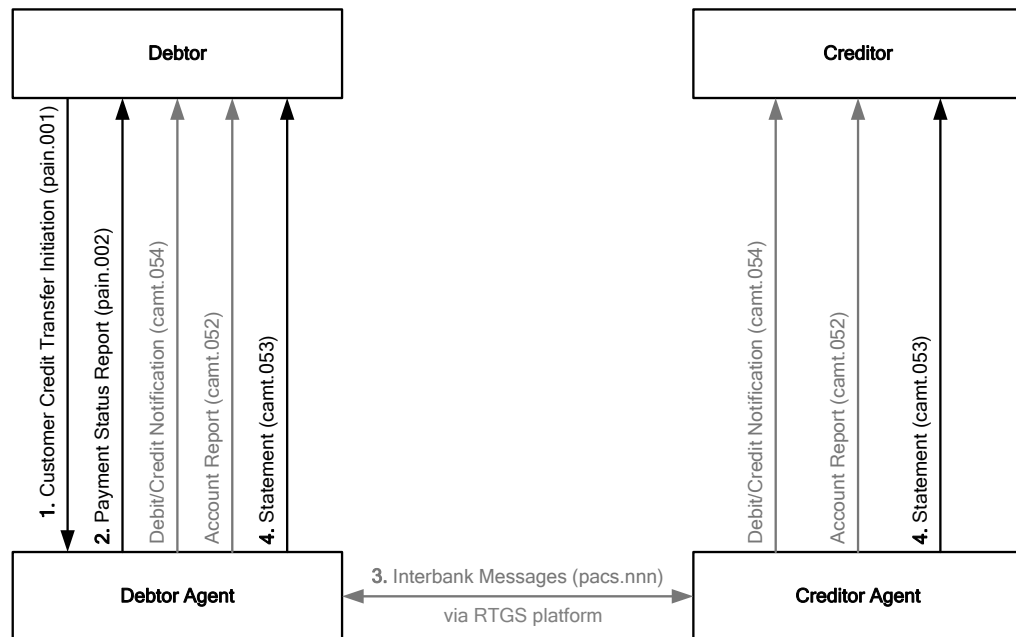 Debtor
Creditor
1. Customer Credit Transfer Initiation (pain.001)
2. Payment Status Report (pain.002)
Debit/Credit Notification (camt.054)
Account Report (camt.052)
4. Statement (camt.053)
Debit/Credit Notification (camt.054)
Account Report (camt.052)
4. Statement (camt.053)
Debtor Agent
3. Interbank Messages (pacs.nnn)
via RTGS platform
Creditor Agent